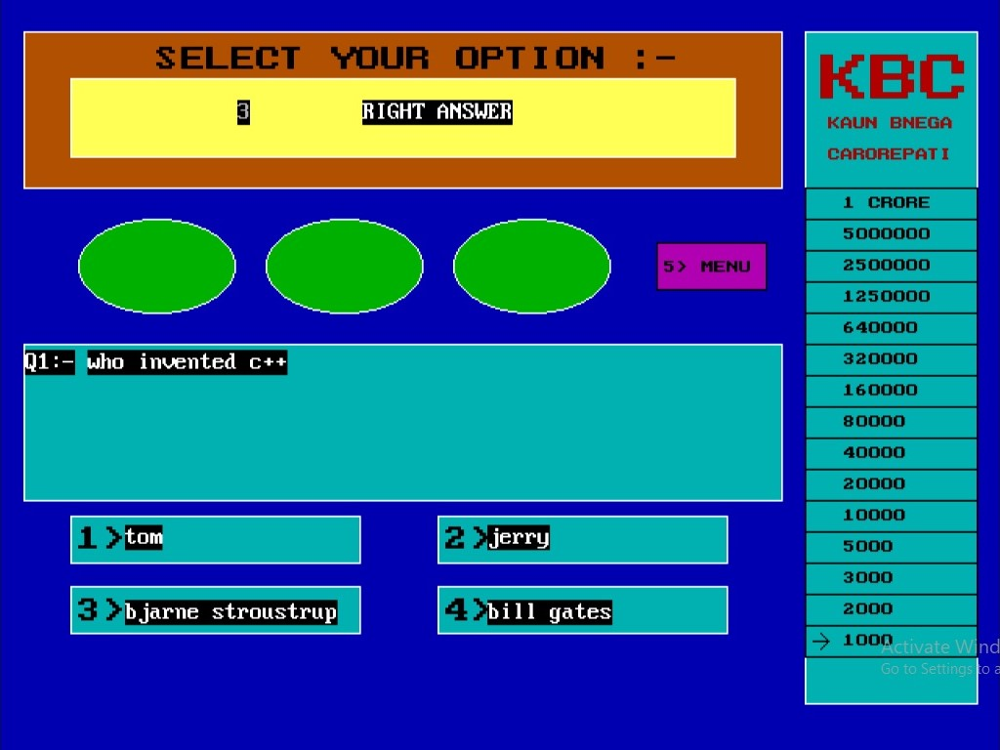 SELECT YOUR OPTION :-
3 RIGHT ANSWER
5> MENU
Q1:- who invented c++
1 >tom
2 >jerry
3 >bjarne stroustrup
4 >bill gates
KBC
KAUN BNEGA
CAROREPATI
1 CRORE
5000000
2500000
1250000
640000
320000
160000
80000
40000
20000
10000
5000
3000
2000
→ 1000
Activate Wind
Go to Settings to a